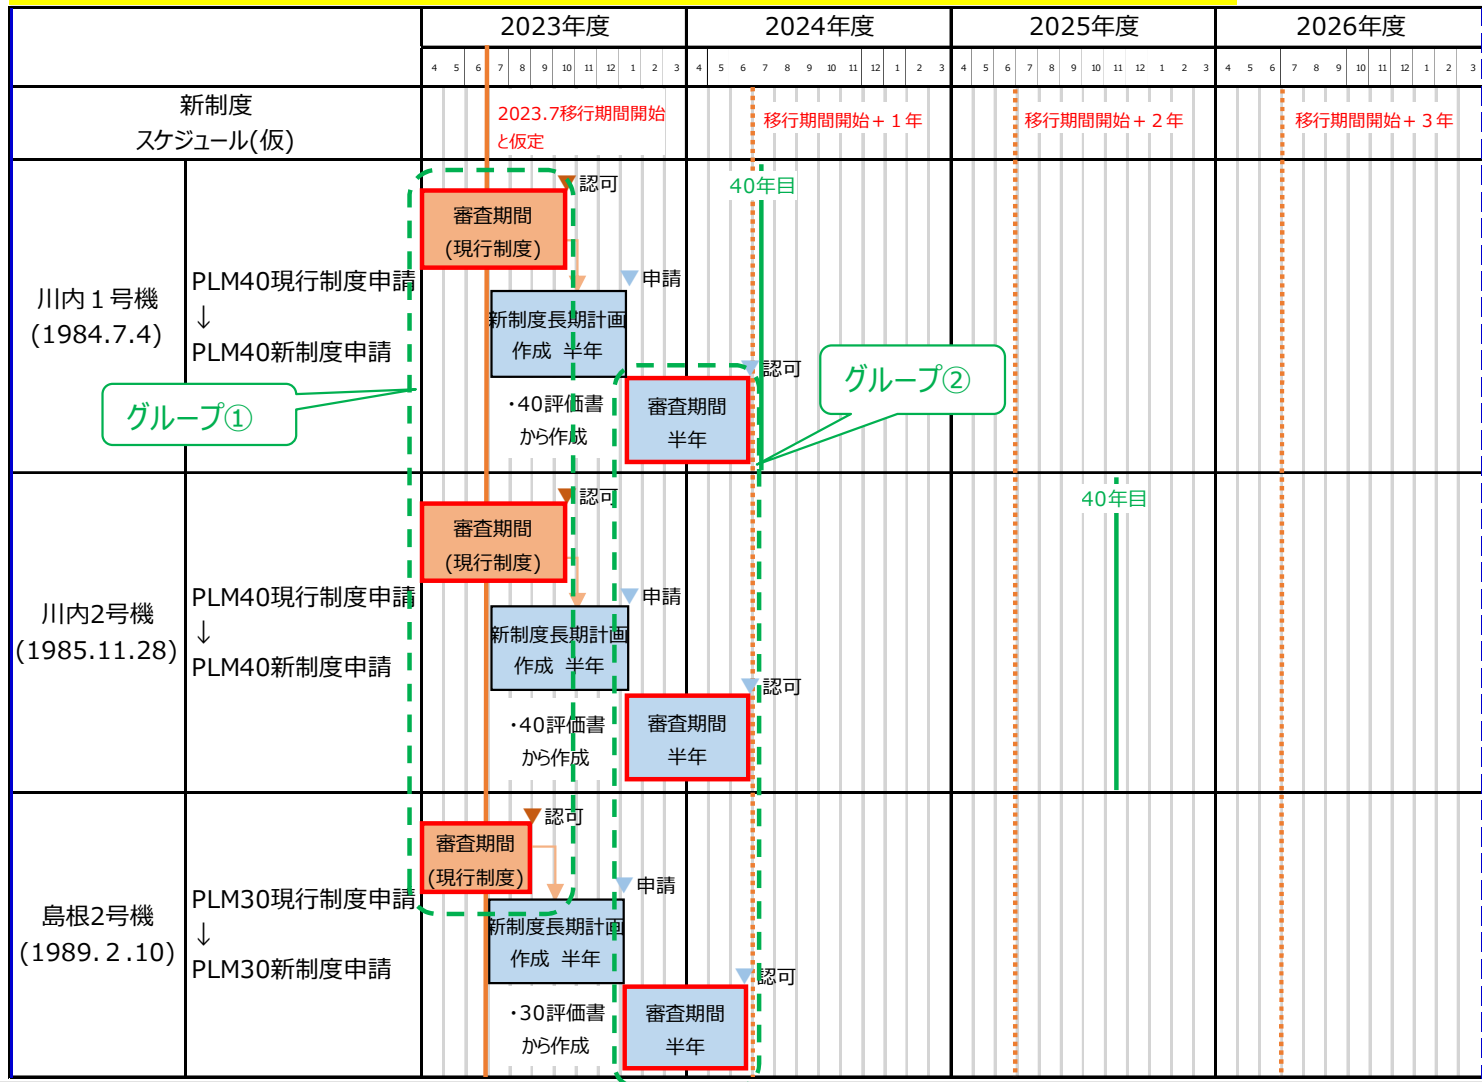 2023年度 2024年度 2025年度 2026年度
4 5 6 7 8 9 10 11 12 1 2 3 4 5 6 7 8 9 10 11 12 1 2 3 4 5 6 7 8 9 10 11 12 1 2 3 4 5 6 7 8 9 10 11 12 1 2 3
新制度
スケジュール(仮)
2023.7移行期間開始
と仮定
移行期間開始+1年
移行期間開始+2年
移行期間開始+3年
川内1号機
(1984.7.4)
PLM40現行制度申請
↓
PLM40新制度申請
認可
審査期間
(現行制度)
申請
新制度長期計画
作成 半年
・40評価書
から作成
認可
審査期間
半年
40年目
グループ①
グループ②
川内2号機
(1985.11.28)
PLM40現行制度申請
↓
PLM40新制度申請
認可
審査期間
(現行制度)
申請
新制度長期計画
作成 半年
・40評価書
から作成
認可
審査期間
半年
40年目
島根2号機
(1989.2.10)
PLM30現行制度申請
↓
PLM30新制度申請
認可
審査期間
(現行制度)
申請
新制度長期計画
作成 半年
・30評価書
から作成
認可
審査期間
半年